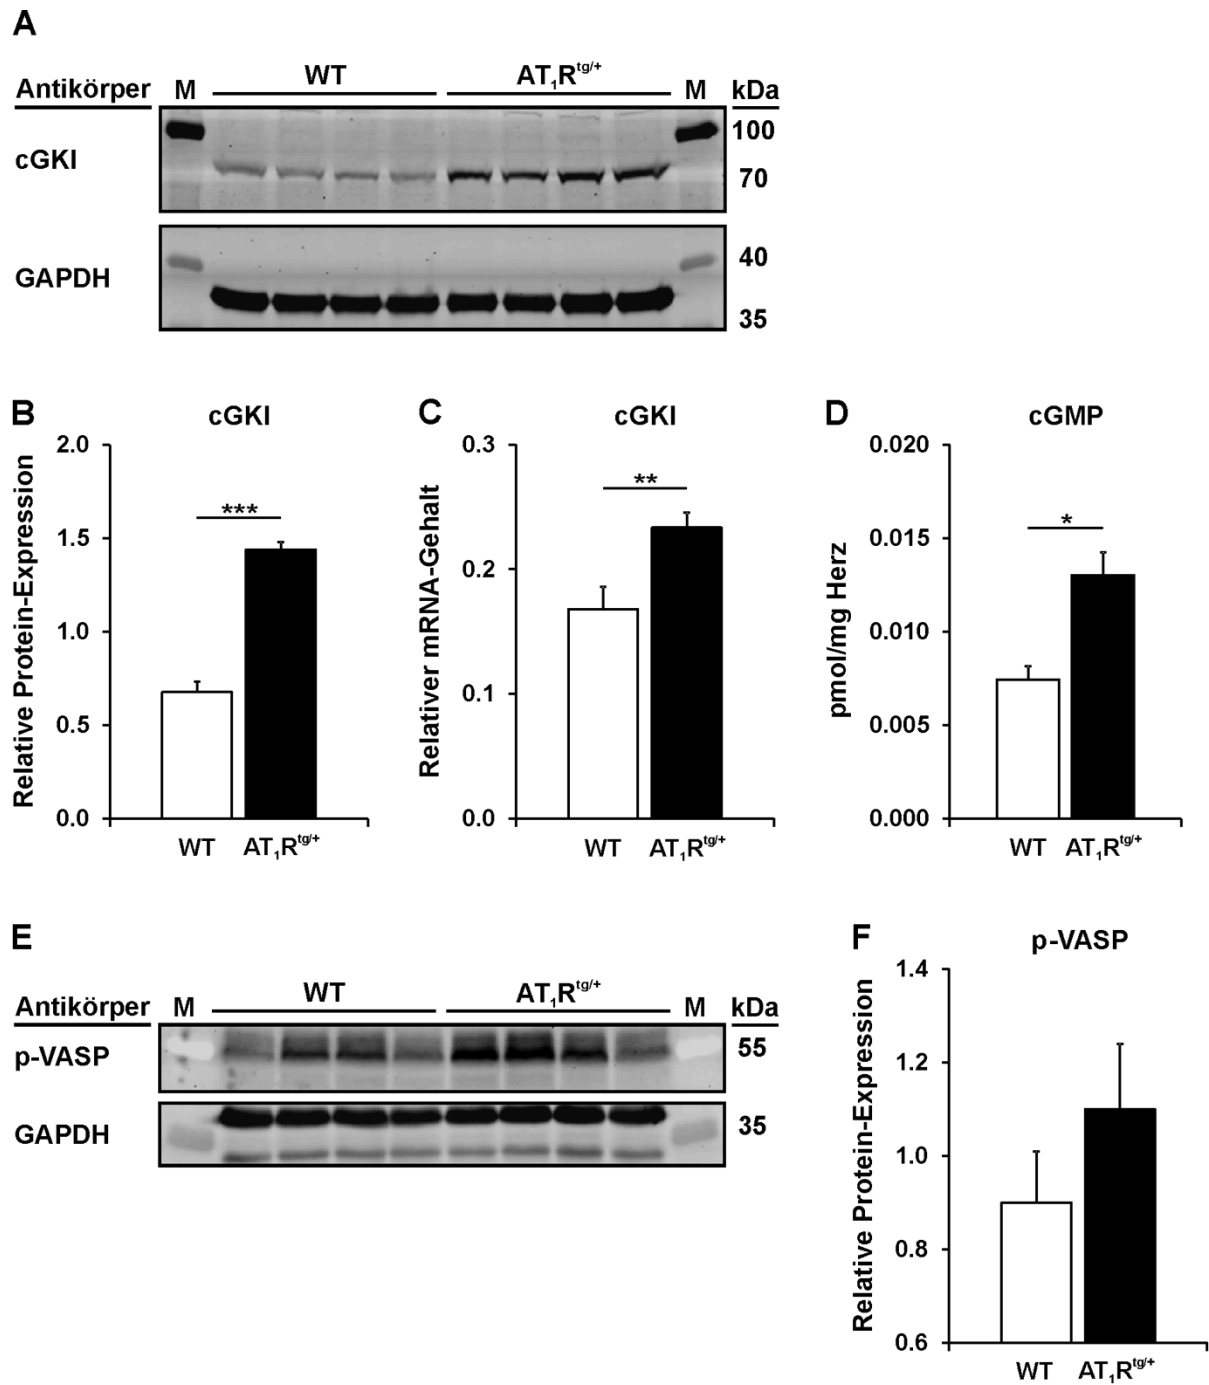 A
Antikörper M WT AT₁Rᵗᵍ/⁺ M kDa
cGKI
100
70
GAPDH
40
35
B
cGKI
Relative Protein-Expression
2.0
1.5
1.0
0.5
0.0
***
WT AT₁Rᵗᵍ/⁺
C
cGKI
Relativer mRNA-Gehalt
0.3
0.2
0.1
0.0
**
WT AT₁Rᵗᵍ/⁺
D
cGMP
pmol/mg Herz
0.020
0.015
0.010
0.005
0.000
*
WT AT₁Rᵗᵍ/⁺
E
Antikörper M WT AT₁Rᵗᵍ/⁺ M kDa
p-VASP
55
GAPDH
35
F
p-VASP
Relative Protein-Expression
1.4
1.2
1.0
0.8
0.6
WT AT₁Rᵗᵍ/⁺